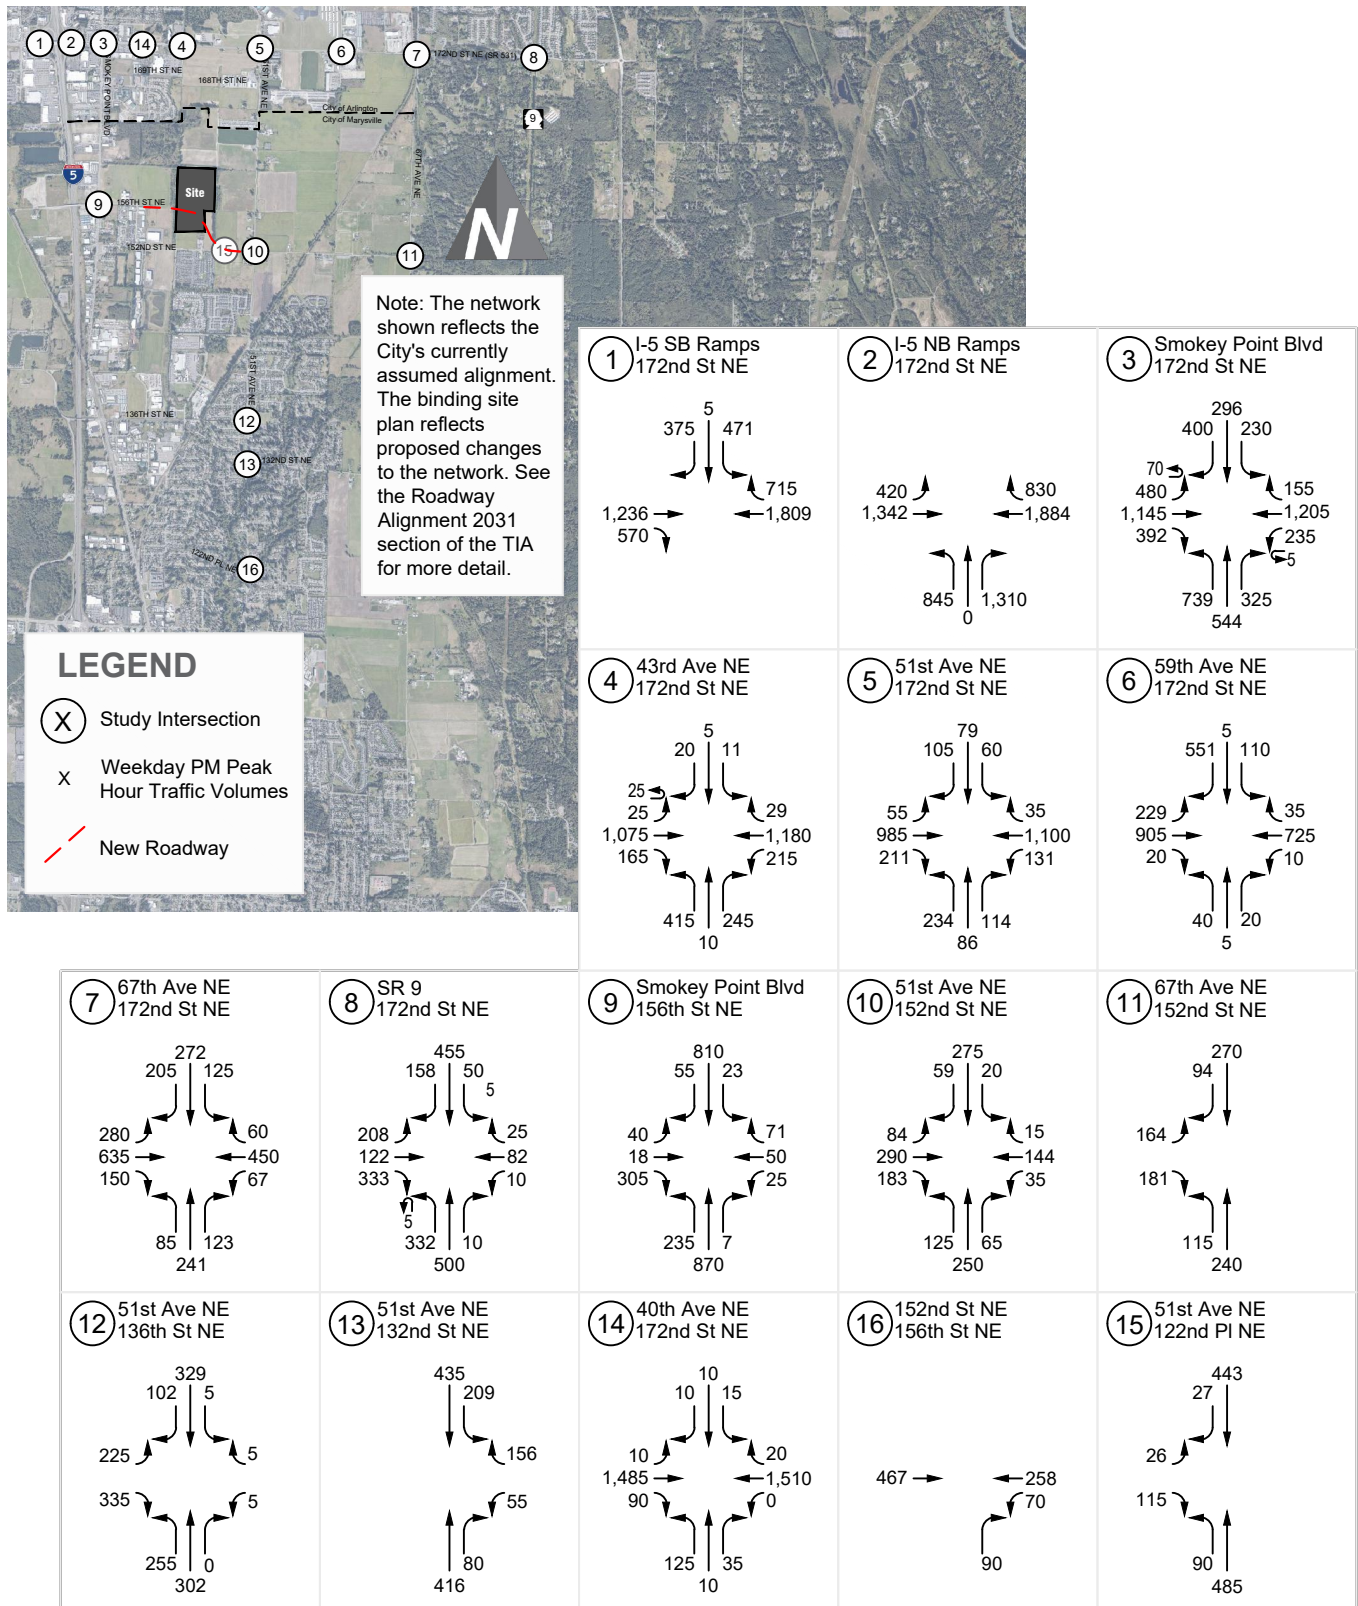 1 2 3 14 4 5 6 7 172ND ST NE (SR 531) 8
SMOKEY POINT BLVD
169TH ST NE
168TH ST NE
51ST AVE NE
City of Arlington
City of Marysville
9
67TH AVE NE
5
Site
9 156TH ST NE
152ND ST NE
15 10
11
N
51ST AVE NE
136TH ST NE
12
13 132ND ST NE
122ND PL NE
16
Note: The network
shown reflects the
City's currently
assumed alignment.
The binding site
plan reflects
proposed changes
to the network. See
the Roadway
Alignment 2031
section of the TIA
for more detail.
LEGEND
X Study Intersection
X Weekday PM Peak
Hour Traffic Volumes
New Roadway
1 I-5 SB Ramps
172nd St NE
5
375 471
715
1,236 1,809
570
2 I-5 NB Ramps
172nd St NE
420 830
1,342 1,884
845 1,310
0
3 Smokey Point Blvd
172nd St NE
296
400 230
70
480 155
1,145 1,205
392 235
5
739 325
544
4 43rd Ave NE
172nd St NE
5
20 11
25
25 29
1,075 1,180
165 215
415 245
10
5 51st Ave NE
172nd St NE
79
105 60
55 35
985 1,100
211 131
234 114
86
6 59th Ave NE
172nd St NE
5
551 110
229 35
905 725
20 10
40 20
5
7 67th Ave NE
172nd St NE
272
205 125
280 60
635 450
150 67
85 123
241
8 SR 9
172nd St NE
455
158 50
5
208 25
122 82
333 10
5
332 10
500
9 Smokey Point Blvd
156th St NE
810
55 23
40 71
18 50
305 25
235 7
870
10 51st Ave NE
152nd St NE
275
59 20
84 15
290 144
183 35
125 65
250
11 67th Ave NE
152nd St NE
270
94
164
181
115
240
12 51st Ave NE
136th St NE
329
102 5
225 5
335 5
255 0
302
13 51st Ave NE
132nd St NE
435
209
156
55
80
416
14 40th Ave NE
172nd St NE
10
10 15
10 20
1,485 1,510
90 0
125 35
10
16 152nd St NE
156th St NE
467 258
70
90
15 51st Ave NE
122nd Pl NE
443
27
26
115
90
485